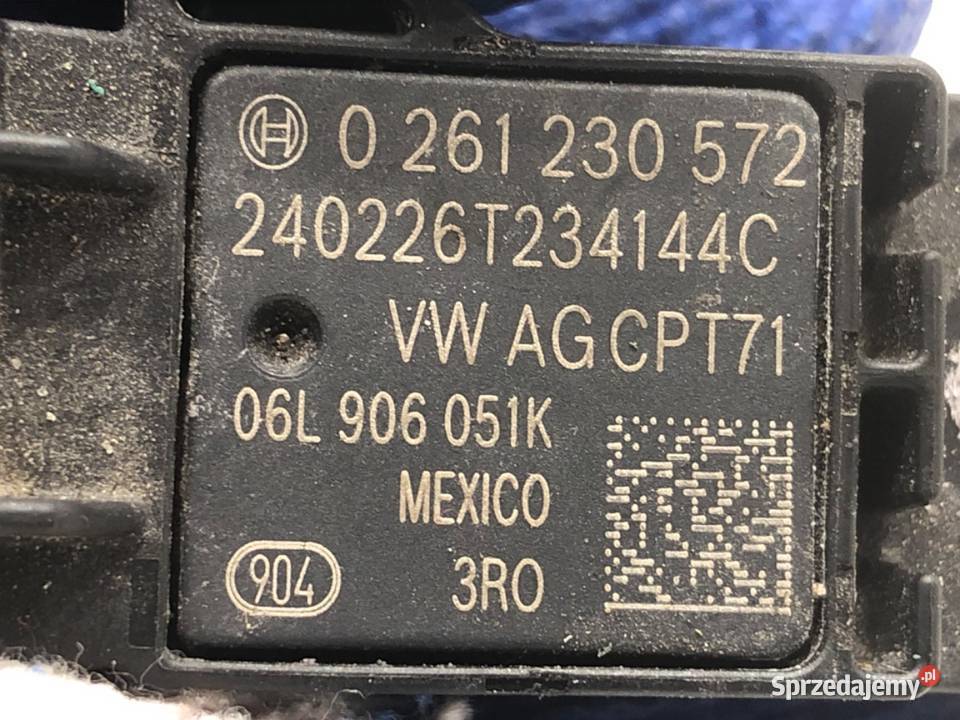 0 261 230 572
240226T234144C
VW AG CPT71
06L 906 051K
MEXICO
904 3RO
Sprzedajemy.pl